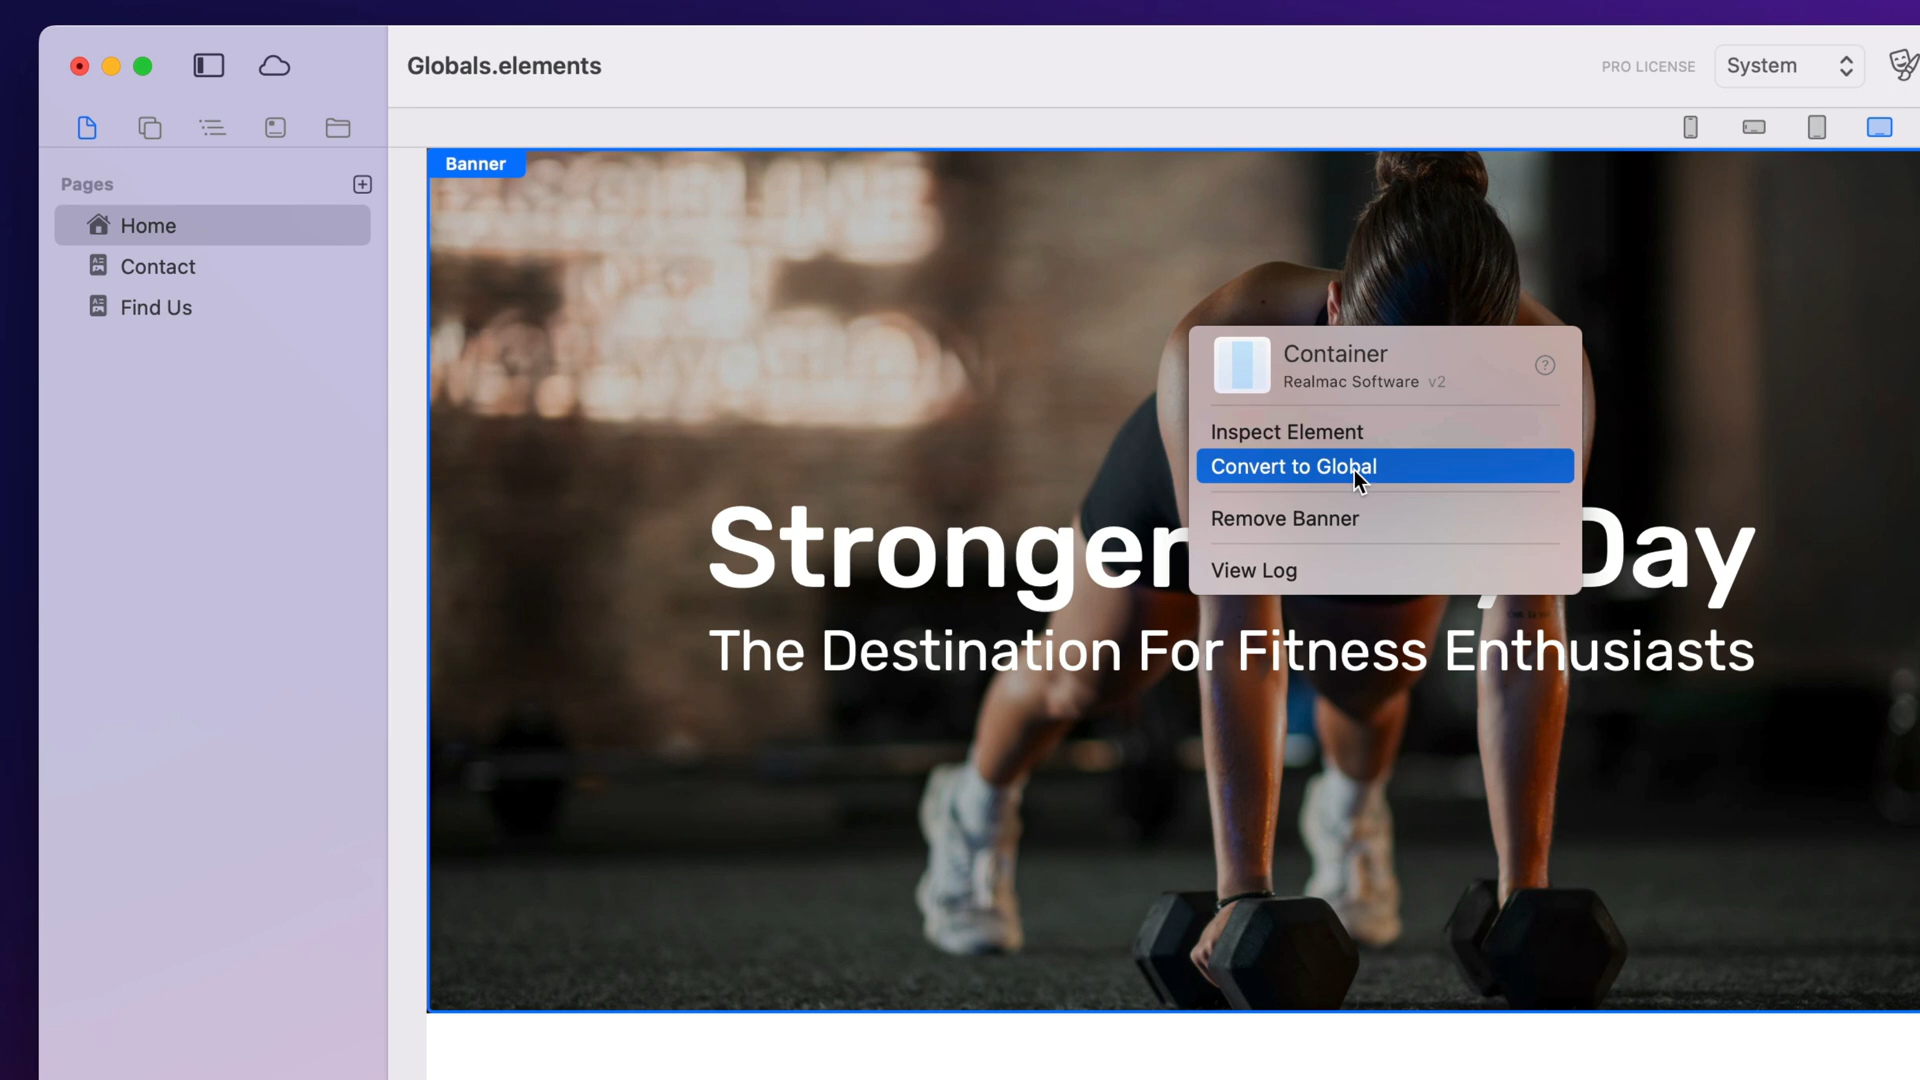 Globals.elements
PRO LICENSE
System
Pages
Home
Contact
Find Us
Banner
Container
Realmac Software v2
Inspect Element
Convert to Global
Remove Banner
View Log
Stronger Day
The Destination For Fitness Enthusiasts